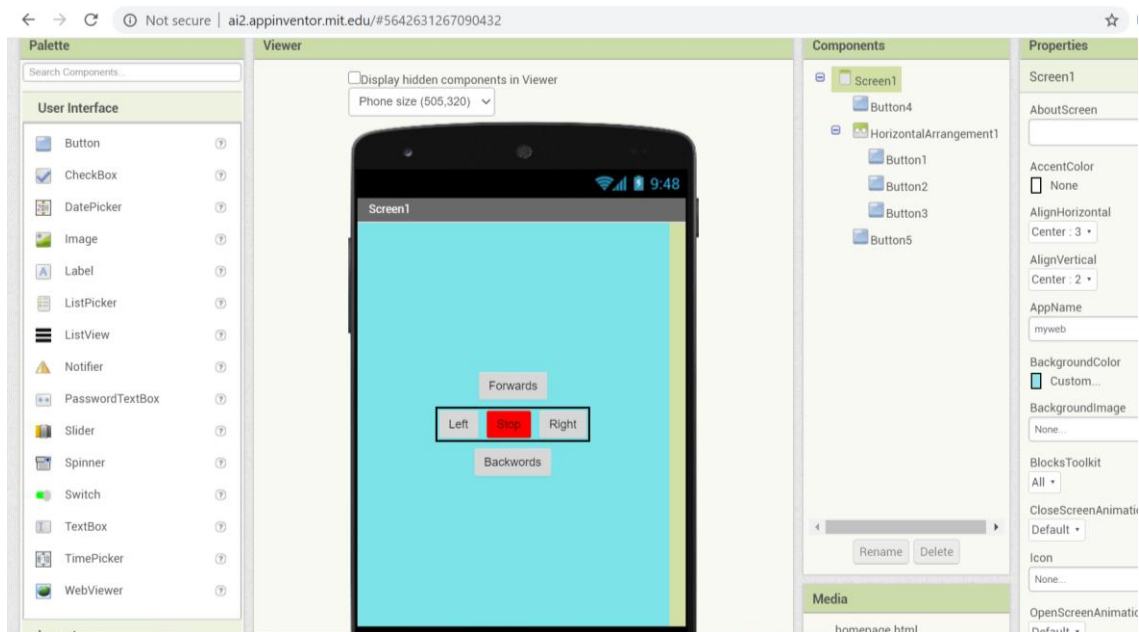 Not secure | ai2.appinventor.mit.edu/#5642631267090432
Palette
Search Components...
User Interface
Button
CheckBox
DatePicker
Image
Label
ListPicker
ListView
Notifier
PasswordTextBox
Slider
Spinner
Switch
TextBox
TimePicker
WebViewer
Viewer
Display hidden components in Viewer
Phone size (505,320)
9:48
Screen1
Forwards
Left Stop Right
Backwords
Components
Screen1
Button4
HorizontalArrangement1
Button1
Button2
Button3
Button5
Rename Delete
Media
homepage.html
Properties
Screen1
AboutScreen
AccentColor
None
AlignHorizontal
Center : 3
AlignVertical
Center : 2
AppName
myweb
BackgroundColor
Custom...
BackgroundImage
None...
BlocksToolkit
All
CloseScreenAnimatic
Default
Icon
None...
OpenScreenAnimatic
Default